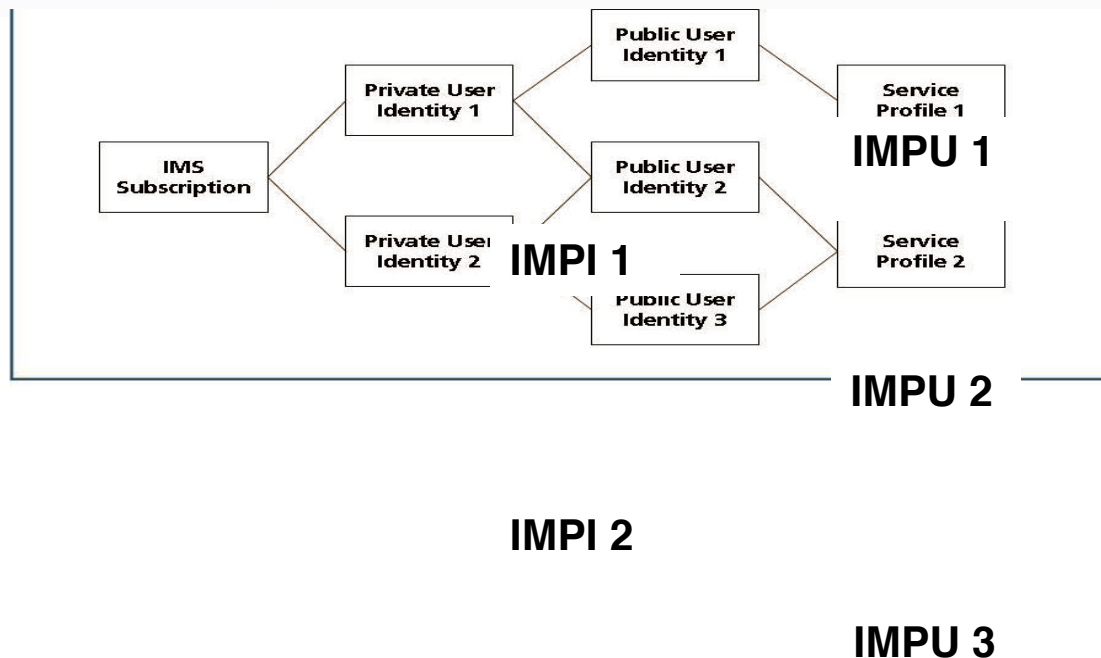 Public User
Identity 1
Private User
Identity 1
Service
Profile 1
IMPU 1
IMS
Subscription
Public User
Identity 2
Private User
Identity 2
IMPI 1
Service
Profile 2
Public User
Identity 3
IMPU 2
IMPI 2
IMPU 3